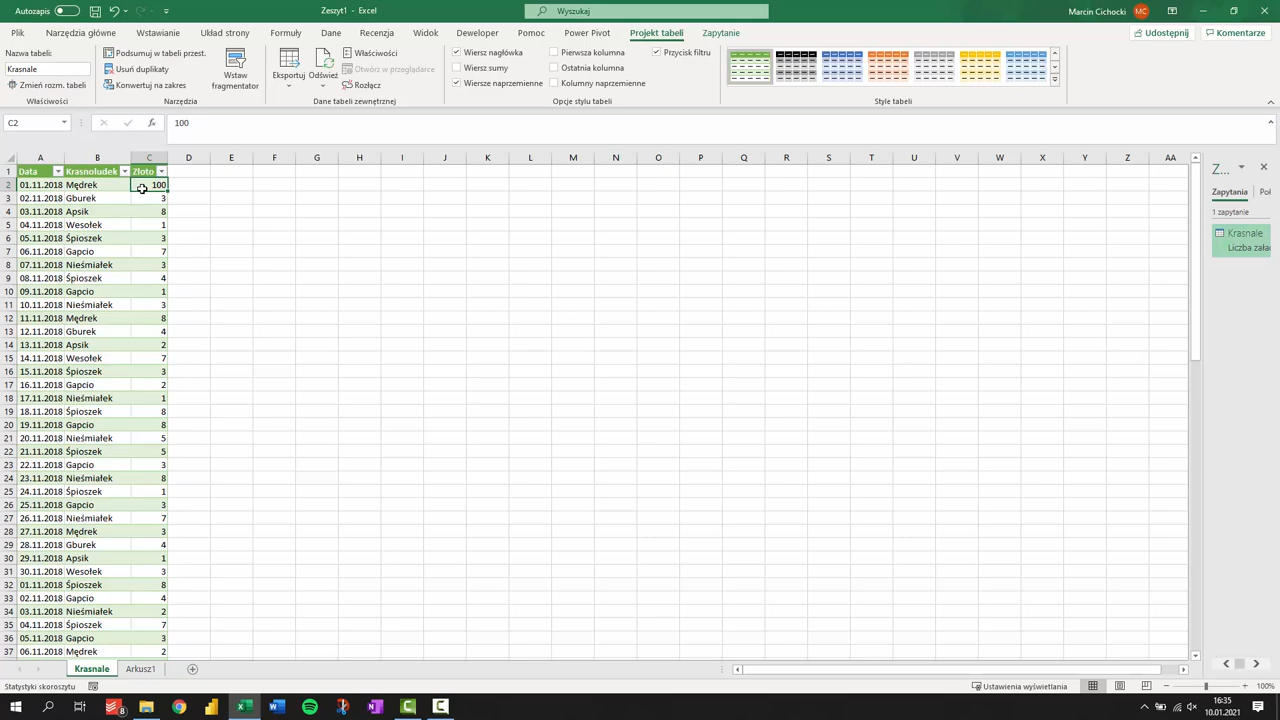 Autozapis
Zeszyt1 - Excel
Wyszukaj
Marcin Cichocki
MC
Plik
Narzędzia główne
Wstawianie
Układ strony
Formuły
Dane
Recenzja
Widok
Deweloper
Pomoc
Power Pivot
Projekt tabeli
Zapytanie
Udostępnij
Komentarze
Nazwa tabeli:
Krasnale
Zmień rozm tabeli
Właściwości
Podsumuj w tabeli przest.
Usuń duplikaty
Konwertuj na zakres
Wstaw fragmentator
Narzędzia
Eksportuj
Odśwież
Właściwości
Otwórz w przeglądarce
Rozłącz
Dane tabeli zewnętrznej
Wiersz nagłówka
Pierwsza kolumna
Przycisk filtru
Wiersz sumy
Ostatnia kolumna
Wiersze naprzemienne
Kolumny naprzemienne
Opcje stylu tabeli
Style tabeli
C2
fx
100
A B C D E F G H I J K L M N O P Q R S T U V W X Y Z AA
1 Data Krasnoludek Złoto
2 01.11.2018 Mędrek 100
3 02.11.2018 Gburek 3
4 03.11.2018 Apsik 8
5 04.11.2018 Wesołek 1
6 05.11.2018 Śpioszek 3
7 06.11.2018 Gapcio 7
8 07.11.2018 Nieśmiałek 3
9 08.11.2018 Śpioszek 4
10 09.11.2018 Gapcio 1
11 10.11.2018 Nieśmiałek 3
12 11.11.2018 Mędrek 8
13 12.11.2018 Gburek 4
14 13.11.2018 Apsik 2
15 14.11.2018 Wesołek 7
16 15.11.2018 Śpioszek 3
17 16.11.2018 Gapcio 2
18 17.11.2018 Nieśmiałek 1
19 18.11.2018 Śpioszek 8
20 19.11.2018 Gapcio 8
21 20.11.2018 Nieśmiałek 5
22 21.11.2018 Śpioszek 5
23 22.11.2018 Gapcio 3
24 23.11.2018 Nieśmiałek 8
25 24.11.2018 Śpioszek 1
26 25.11.2018 Gapcio 3
27 26.11.2018 Nieśmiałek 7
28 27.11.2018 Mędrek 3
29 28.11.2018 Gburek 4
30 29.11.2018 Apsik 1
31 30.11.2018 Wesołek 3
32 01.11.2018 Śpioszek 8
33 02.11.2018 Gapcio 4
34 03.11.2018 Nieśmiałek 2
35 04.11.2018 Śpioszek 7
36 05.11.2018 Gapcio 3
37 06.11.2018 Mędrek 2
Z...
Zapytania
Poł
1 zapytanie
Krasnale
Liczba zała
Krasnale
Arkusz1
Statystyki skoroszytu
Ustawienia wyświetlania
100%
8
16:35
10.01.2021